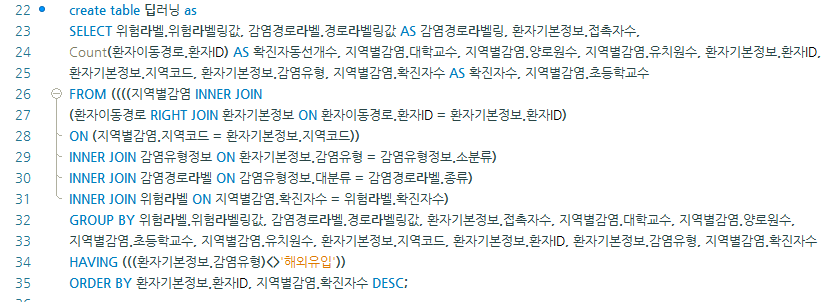 22 create table 딥러닝 as
23 SELECT 위험라벨.위험라벨링값, 감염경로라벨.경로라벨링값 AS 감염경로라벨링, 환자기본정보.접촉자수,
24 Count(환자이동경로.환자ID) AS 확진자동선개수, 지역별감염.대학교수, 지역별감염.양로원수, 지역별감염.유치원수, 환자기본정보.환자ID,
25 환자기본정보.지역코드, 환자기본정보.감염유형, 지역별감염.확진자수 AS 확진자수, 지역별감염.초등학교수
26 FROM ((((지역별감염 INNER JOIN
27 (환자이동경로 RIGHT JOIN 환자기본정보 ON 환자이동경로.환자ID = 환자기본정보.환자ID)
28 ON (지역별감염.지역코드 = 환자기본정보.지역코드))
29 INNER JOIN 감염유형정보 ON 환자기본정보.감염유형 = 감염유형정보.소분류)
30 INNER JOIN 감염경로라벨 ON 감염유형정보.대분류 = 감염경로라벨.종류)
31 INNER JOIN 위험라벨 ON 지역별감염.확진자수 = 위험라벨.확진자수)
32 GROUP BY 위험라벨.위험라벨링값, 감염경로라벨.경로라벨링값, 환자기본정보.접촉자수, 지역별감염.대학교수, 지역별감염.양로원수,
33 지역별감염.초등학교수, 지역별감염.유치원수, 환자기본정보.지역코드, 환자기본정보.환자ID, 환자기본정보.감염유형, 지역별감염.확진자수
34 HAVING (((환자기본정보.감염유형)<>'해외유입'))
35 ORDER BY 환자기본정보.환자ID, 지역별감염.확진자수 DESC;